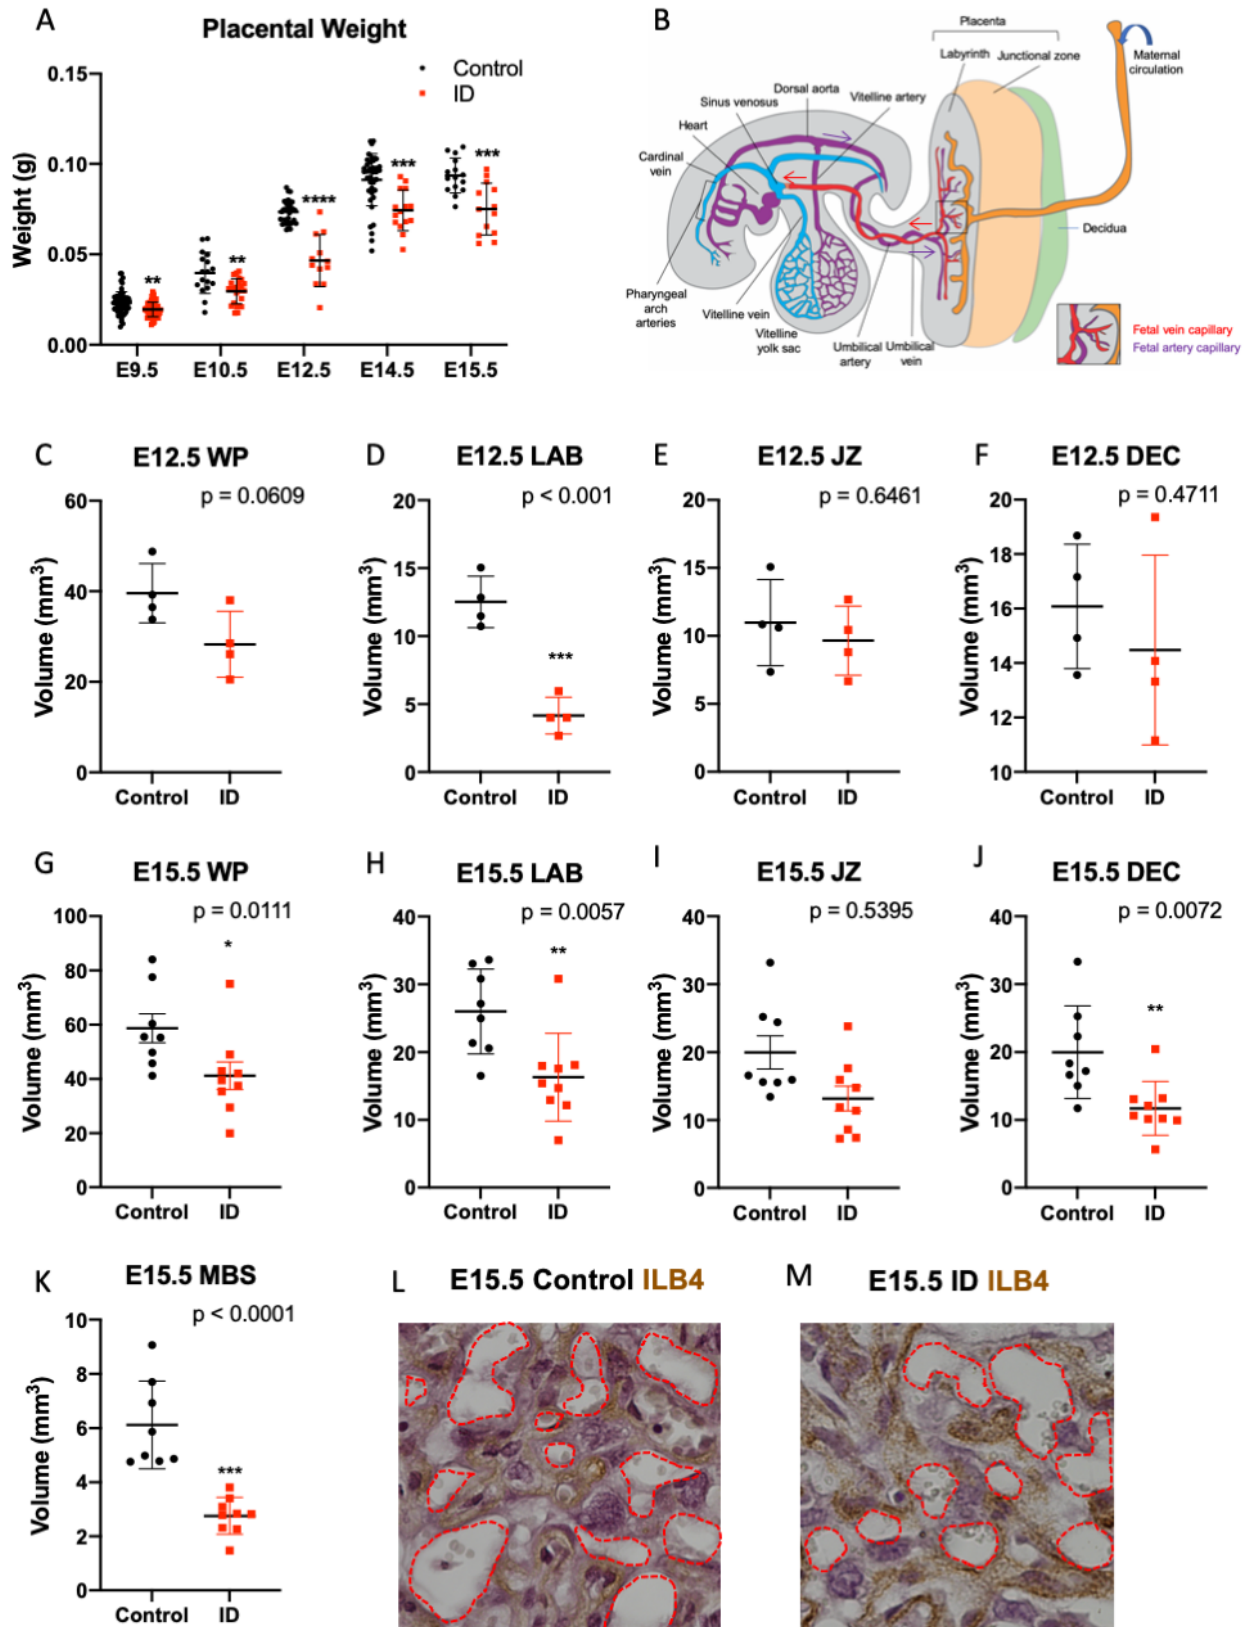 A
Placental Weight
Control
ID
Weight (g)
0.15
0.10
0.05
0.00
**
**
****
***
***
E9.5
E10.5
E12.5
E14.5
E15.5
B
Placenta
Labyrinth
Junctional zone
Maternal
circulation
Dorsal aorta
Vitelline artery
Sinus venosus
Heart
Cardinal
vein
Decidua
Pharyngeal
arch
arteries
Vitelline vein
Vitelline
yolk sac
Umbilical
artery
Umbilical
vein
Fetal vein capillary
Fetal artery capillary
C
E12.5 WP
p = 0.0609
Volume (mm³)
60
40
20
0
Control
ID
D
E12.5 LAB
p < 0.001
Volume (mm³)
20
15
10
5
0
***
Control
ID
E
E12.5 JZ
p = 0.6461
Volume (mm³)
20
15
10
5
0
Control
ID
F
E12.5 DEC
p = 0.4711
Volume (mm³)
20
18
16
14
12
10
Control
ID
G
E15.5 WP
p = 0.0111
Volume (mm³)
100
80
60
40
20
0
*
Control
ID
H
E15.5 LAB
p = 0.0057
Volume (mm³)
40
30
20
10
0
**
Control
ID
I
E15.5 JZ
p = 0.5395
Volume (mm³)
40
30
20
10
0
Control
ID
J
E15.5 DEC
p = 0.0072
Volume (mm³)
40
30
20
10
0
**
Control
ID
K
E15.5 MBS
p < 0.0001
Volume (mm³)
10
8
6
4
2
0
***
Control
ID
L
E15.5 Control ILB4
M
E15.5 ID ILB4